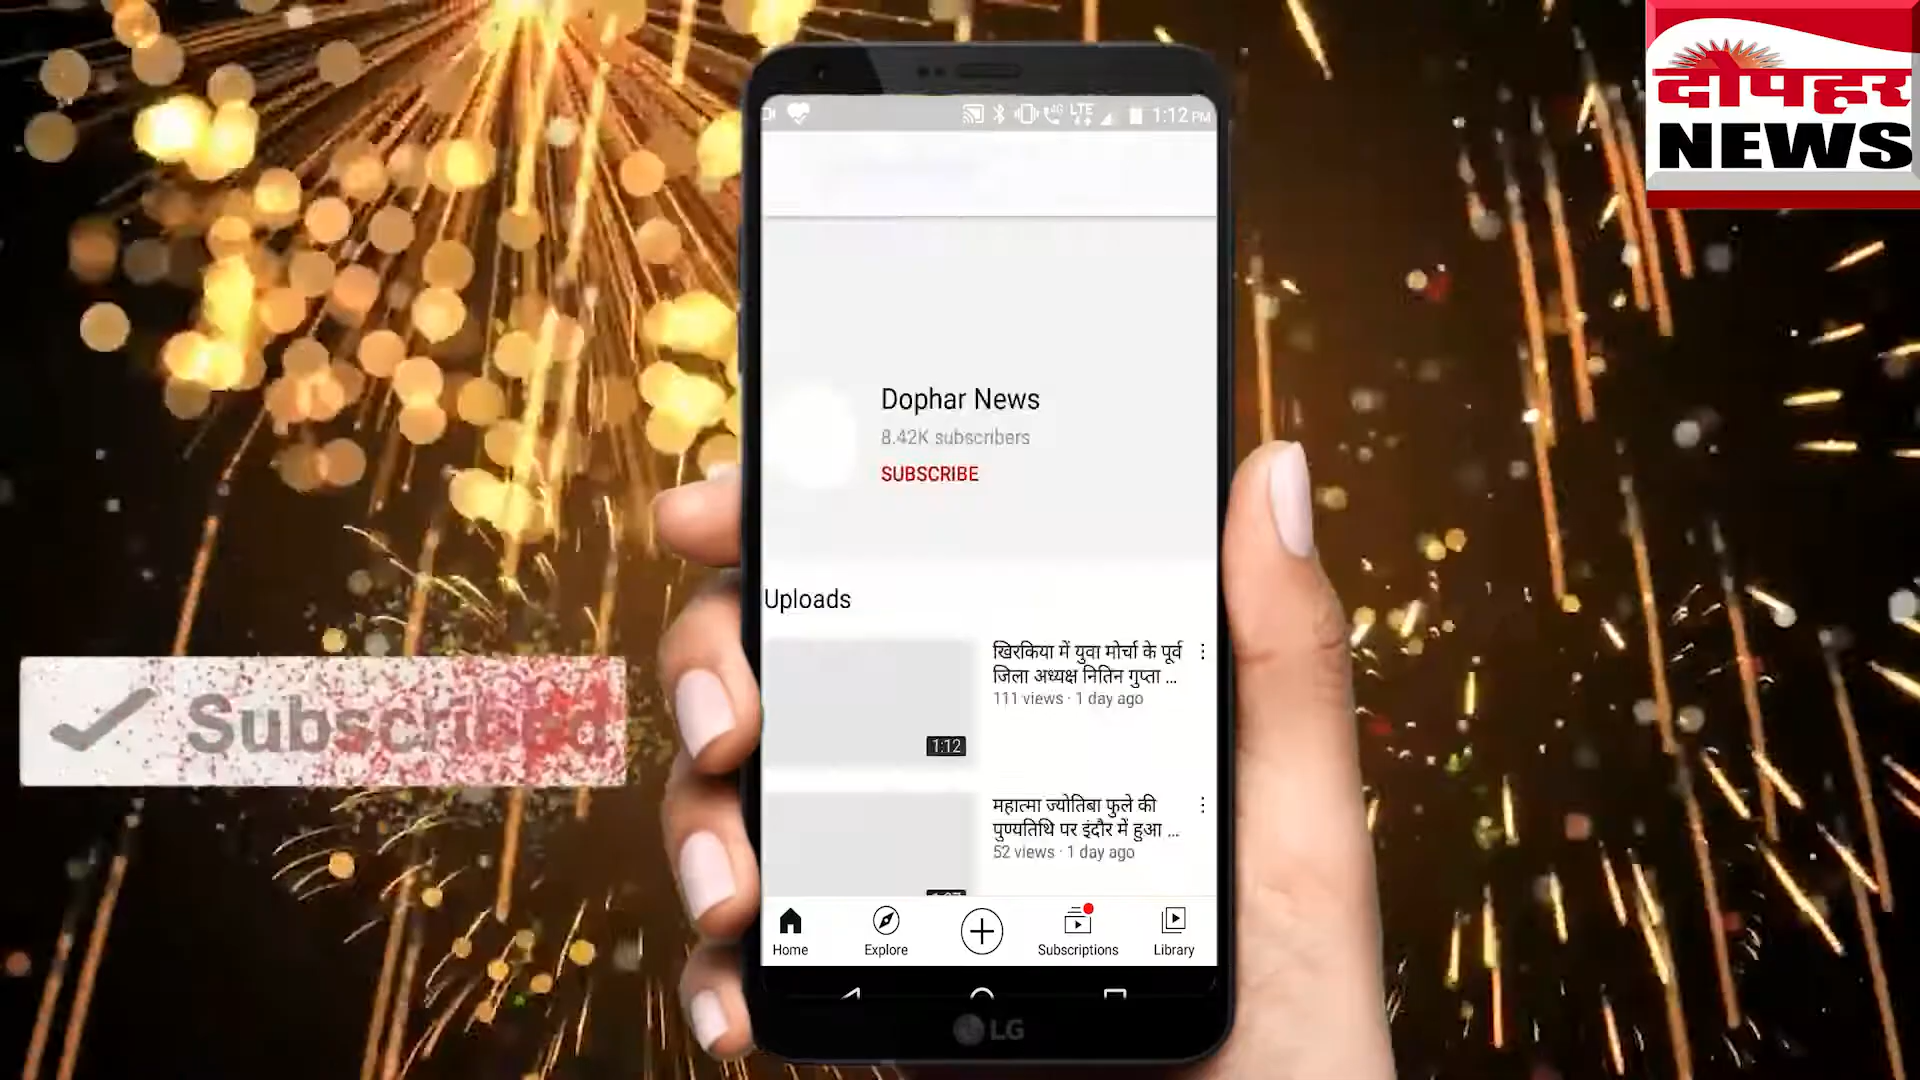 दोपहर
NEWS
LTE
1:12 PM
Dophar News
8.42K subscribers
SUBSCRIBE
Uploads
खिरकिया में युवा मोर्चा के पूर्व
जिला अध्यक्ष नितिन गुप्ता ...
111 views · 1 day ago
1:12
महात्मा ज्योतिबा फुले की
पुण्यतिथि पर इंदौर में हुआ ...
52 views · 1 day ago
Home
Explore
Subscriptions
Library
LG
Subscribed